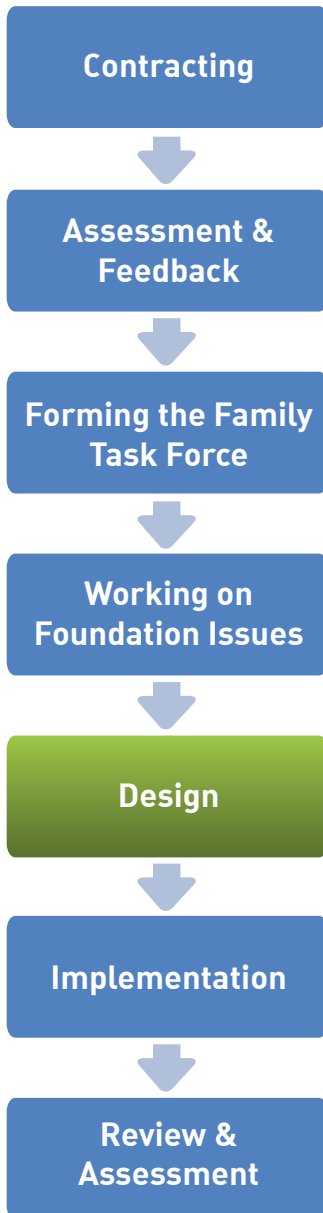 Contracting
Assessment &
Feedback
Forming the Family
Task Force
Working on
Foundation Issues
Design
Implementation
Review &
Assessment